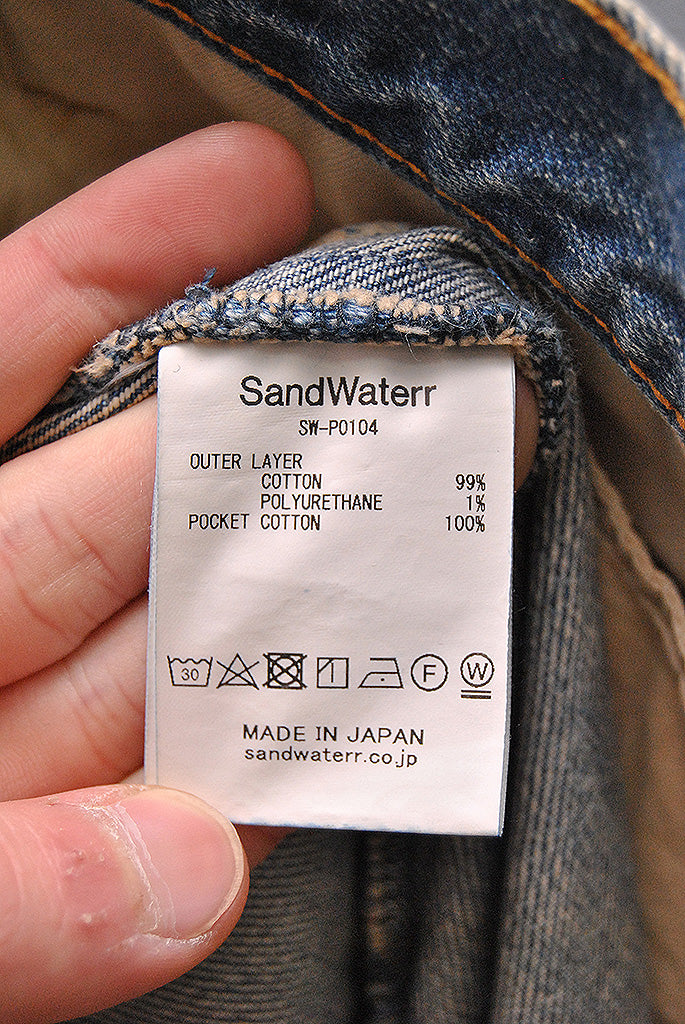 SandWaterr
SW-P0104
OUTER LAYER
COTTON 99%
POLYURETHANE 1%
POCKET COTTON 100%
30 F W
MADE IN JAPAN
sandwaterr.co.jp